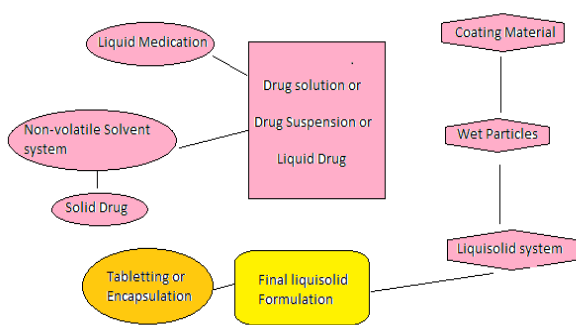 Liquid Medication
Non-volatile Solvent
system
Solid Drug
Drug solution or
Drug Suspension or
Liquid Drug
Coating Material
Wet Particles
Liquisolid system
Final liquisolid
Formulation
Tabletting or
Encapsulation